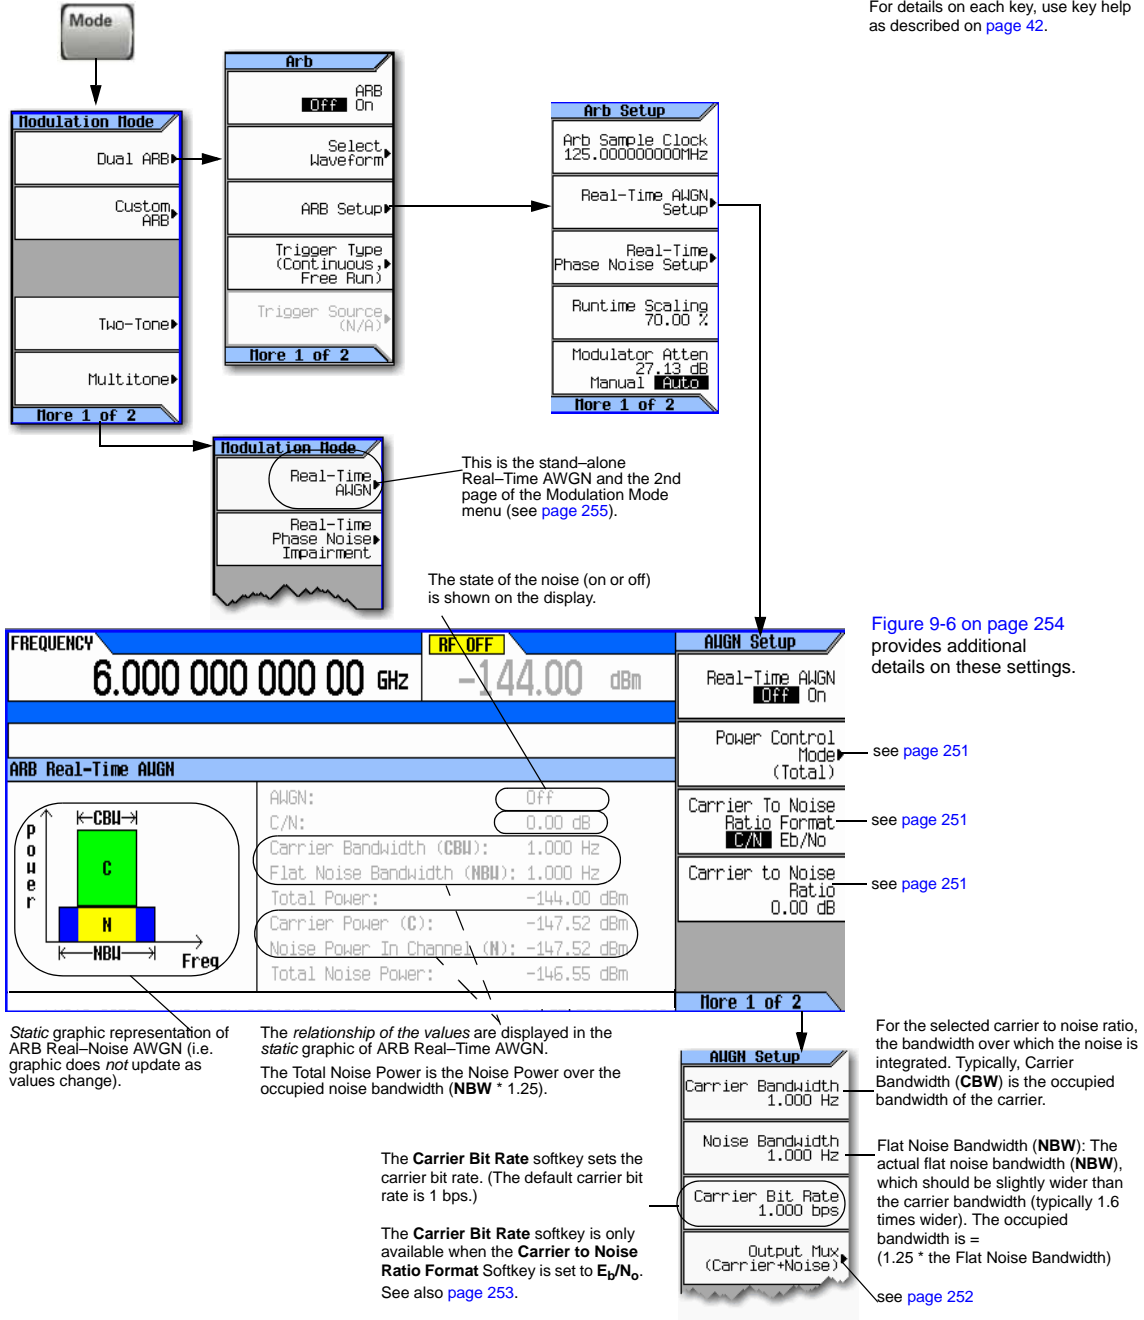 For details on each key, use key help
as described on page 42.
Mode
Modulation Mode
Dual ARB
Custom
ARB
Two-Tone
Multitone
More 1 of 2
Arb
ARB
Off On
Select
Waveform
ARB Setup
Trigger Type
(Continuous,
Free Run)
Trigger Source
(N/A)
More 1 of 2
Arb Setup
Arb Sample Clock
125.000000000MHz
Real-Time AWGN
Setup
Real-Time
Phase Noise Setup
Runtime Scaling
70.00 %
Modulator Atten
27.13 dB
Manual Auto
More 1 of 2
Modulation Mode
Real-Time
AWGN
Real-Time
Phase Noise
Impairment
This is the stand–alone
Real–Time AWGN and the 2nd
page of the Modulation Mode
menu (see page 255).
The state of the noise (on or off)
is shown on the display.
FREQUENCY
6.000 000 000 00 GHz
RF OFF
-144.00 dBm
ARB Real-Time AWGN
Power
CBW
C
N
NBW
Freq
AWGN: Off
C/N: 0.00 dB
Carrier Bandwidth (CBW): 1.000 Hz
Flat Noise Bandwidth (NBW): 1.000 Hz
Total Power: -144.00 dBm
Carrier Power (C): -147.52 dBm
Noise Power In Channel (N): -147.52 dBm
Total Noise Power: -146.55 dBm
AWGN Setup
Real-Time AWGN
Off On
Power Control
Mode
(Total)
Carrier To Noise
Ratio Format
C/N Eb/No
Carrier to Noise
Ratio
0.00 dB
More 1 of 2
Figure 9-6 on page 254
provides additional
details on these settings.
see page 251
see page 251
see page 251
Static graphic representation of
ARB Real–Noise AWGN (i.e.
graphic does not update as
values change).
The relationship of the values are displayed in the
static graphic of ARB Real–Time AWGN.
The Total Noise Power is the Noise Power over the
occupied noise bandwidth (NBW * 1.25).
AWGN Setup
Carrier Bandwidth
1.000 Hz
Noise Bandwidth
1.000 Hz
Carrier Bit Rate
1.000 bps
Output Mux
(Carrier+Noise)
For the selected carrier to noise ratio,
the bandwidth over which the noise is
integrated. Typically, Carrier
Bandwidth (CBW) is the occupied
bandwidth of the carrier.
Flat Noise Bandwidth (NBW): The
actual flat noise bandwidth (NBW),
which should be slightly wider than
the carrier bandwidth (typically 1.6
times wider). The occupied
bandwidth is =
(1.25 * the Flat Noise Bandwidth)
see page 252
The Carrier Bit Rate softkey sets the
carrier bit rate. (The default carrier bit
rate is 1 bps.)
The Carrier Bit Rate softkey is only
available when the Carrier to Noise
Ratio Format Softkey is set to Eb/No.
See also page 253.